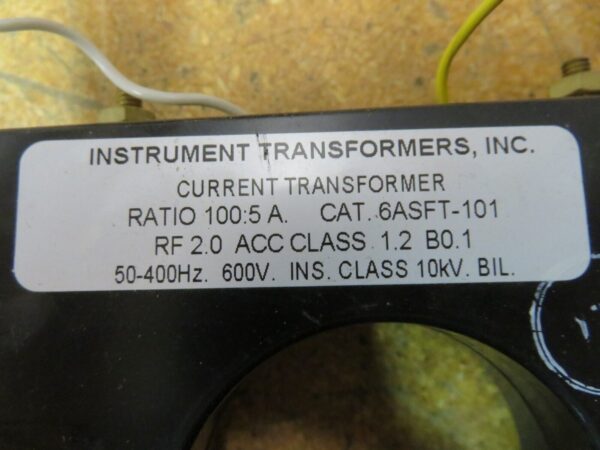 INSTRUMENT TRANSFORMERS, INC.
CURRENT TRANSFORMER
RATIO 100:5 A. CAT. 6ASFT-101
RF 2.0 ACC CLASS 1.2 B0.1
50-400Hz. 600V. INS. CLASS 10kV. BIL.